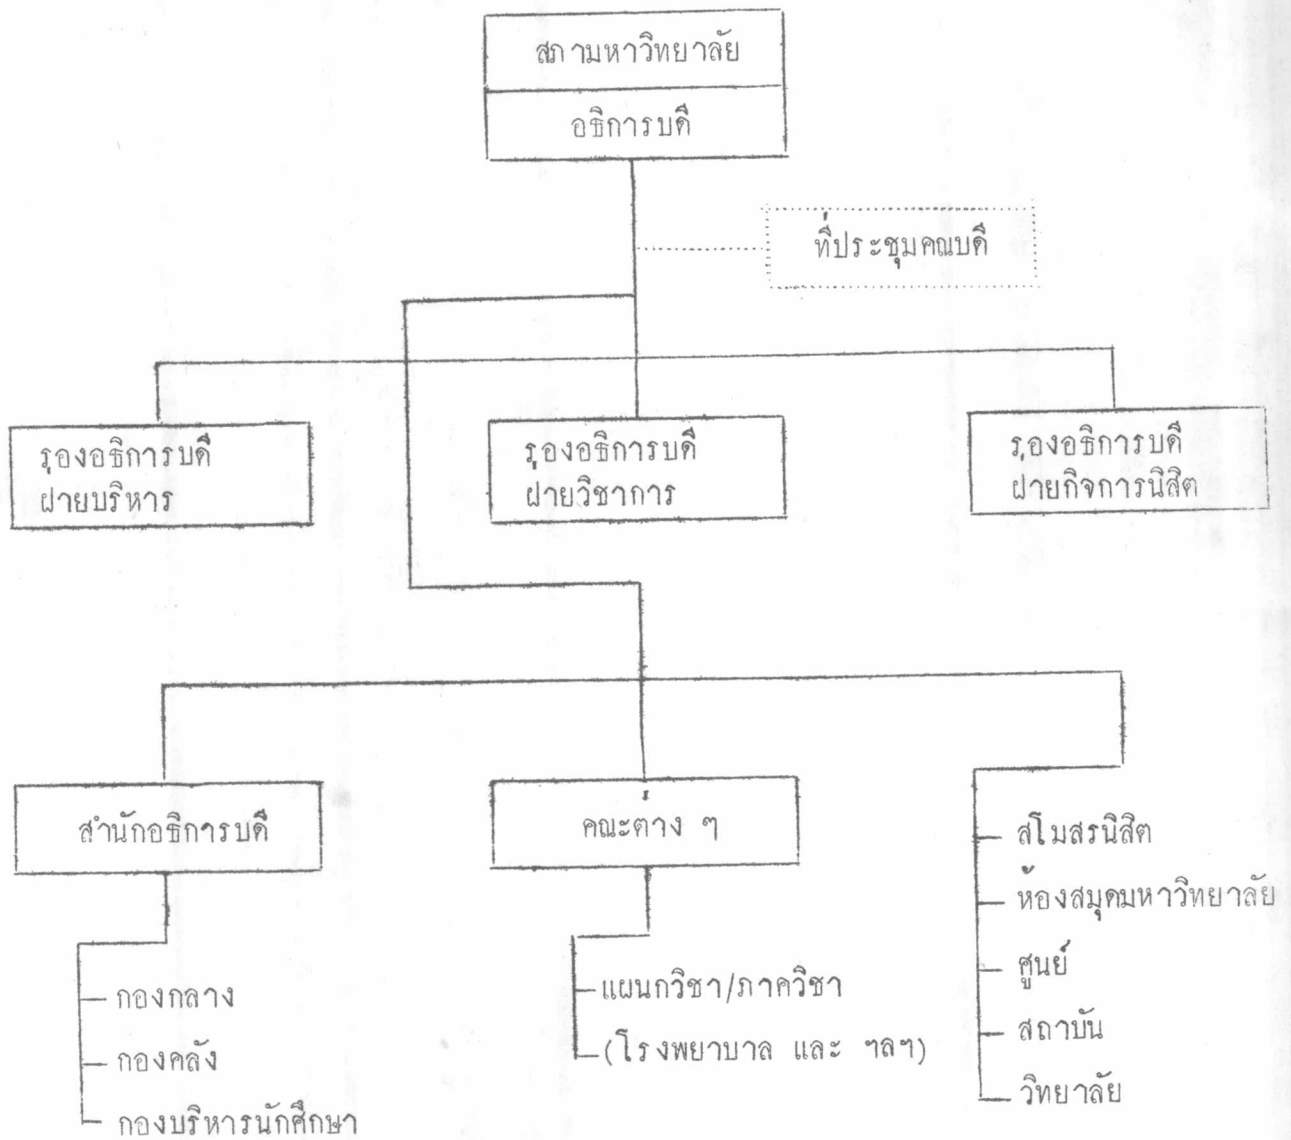 สภามหาวิทยาลัย
อธิการบดี
ที่ประชุมคณบดี
รองอธิการบดี
ฝ่ายบริหาร
รองอธิการบดี
ฝ่ายวิชาการ
รองอธิการบดี
ฝ่ายกิจการนิสิต
สำนักอธิการบดี
กองกลาง
กองคลัง
กองบริหารนักศึกษา
คณะต่าง ๆ
แผนกวิชา/ภาควิชา
(โรงพยาบาล และ ฯลฯ)
สโมสรนิสิต
ห้องสมุดมหาวิทยาลัย
ศูนย์
สถาบัน
วิทยาลัย